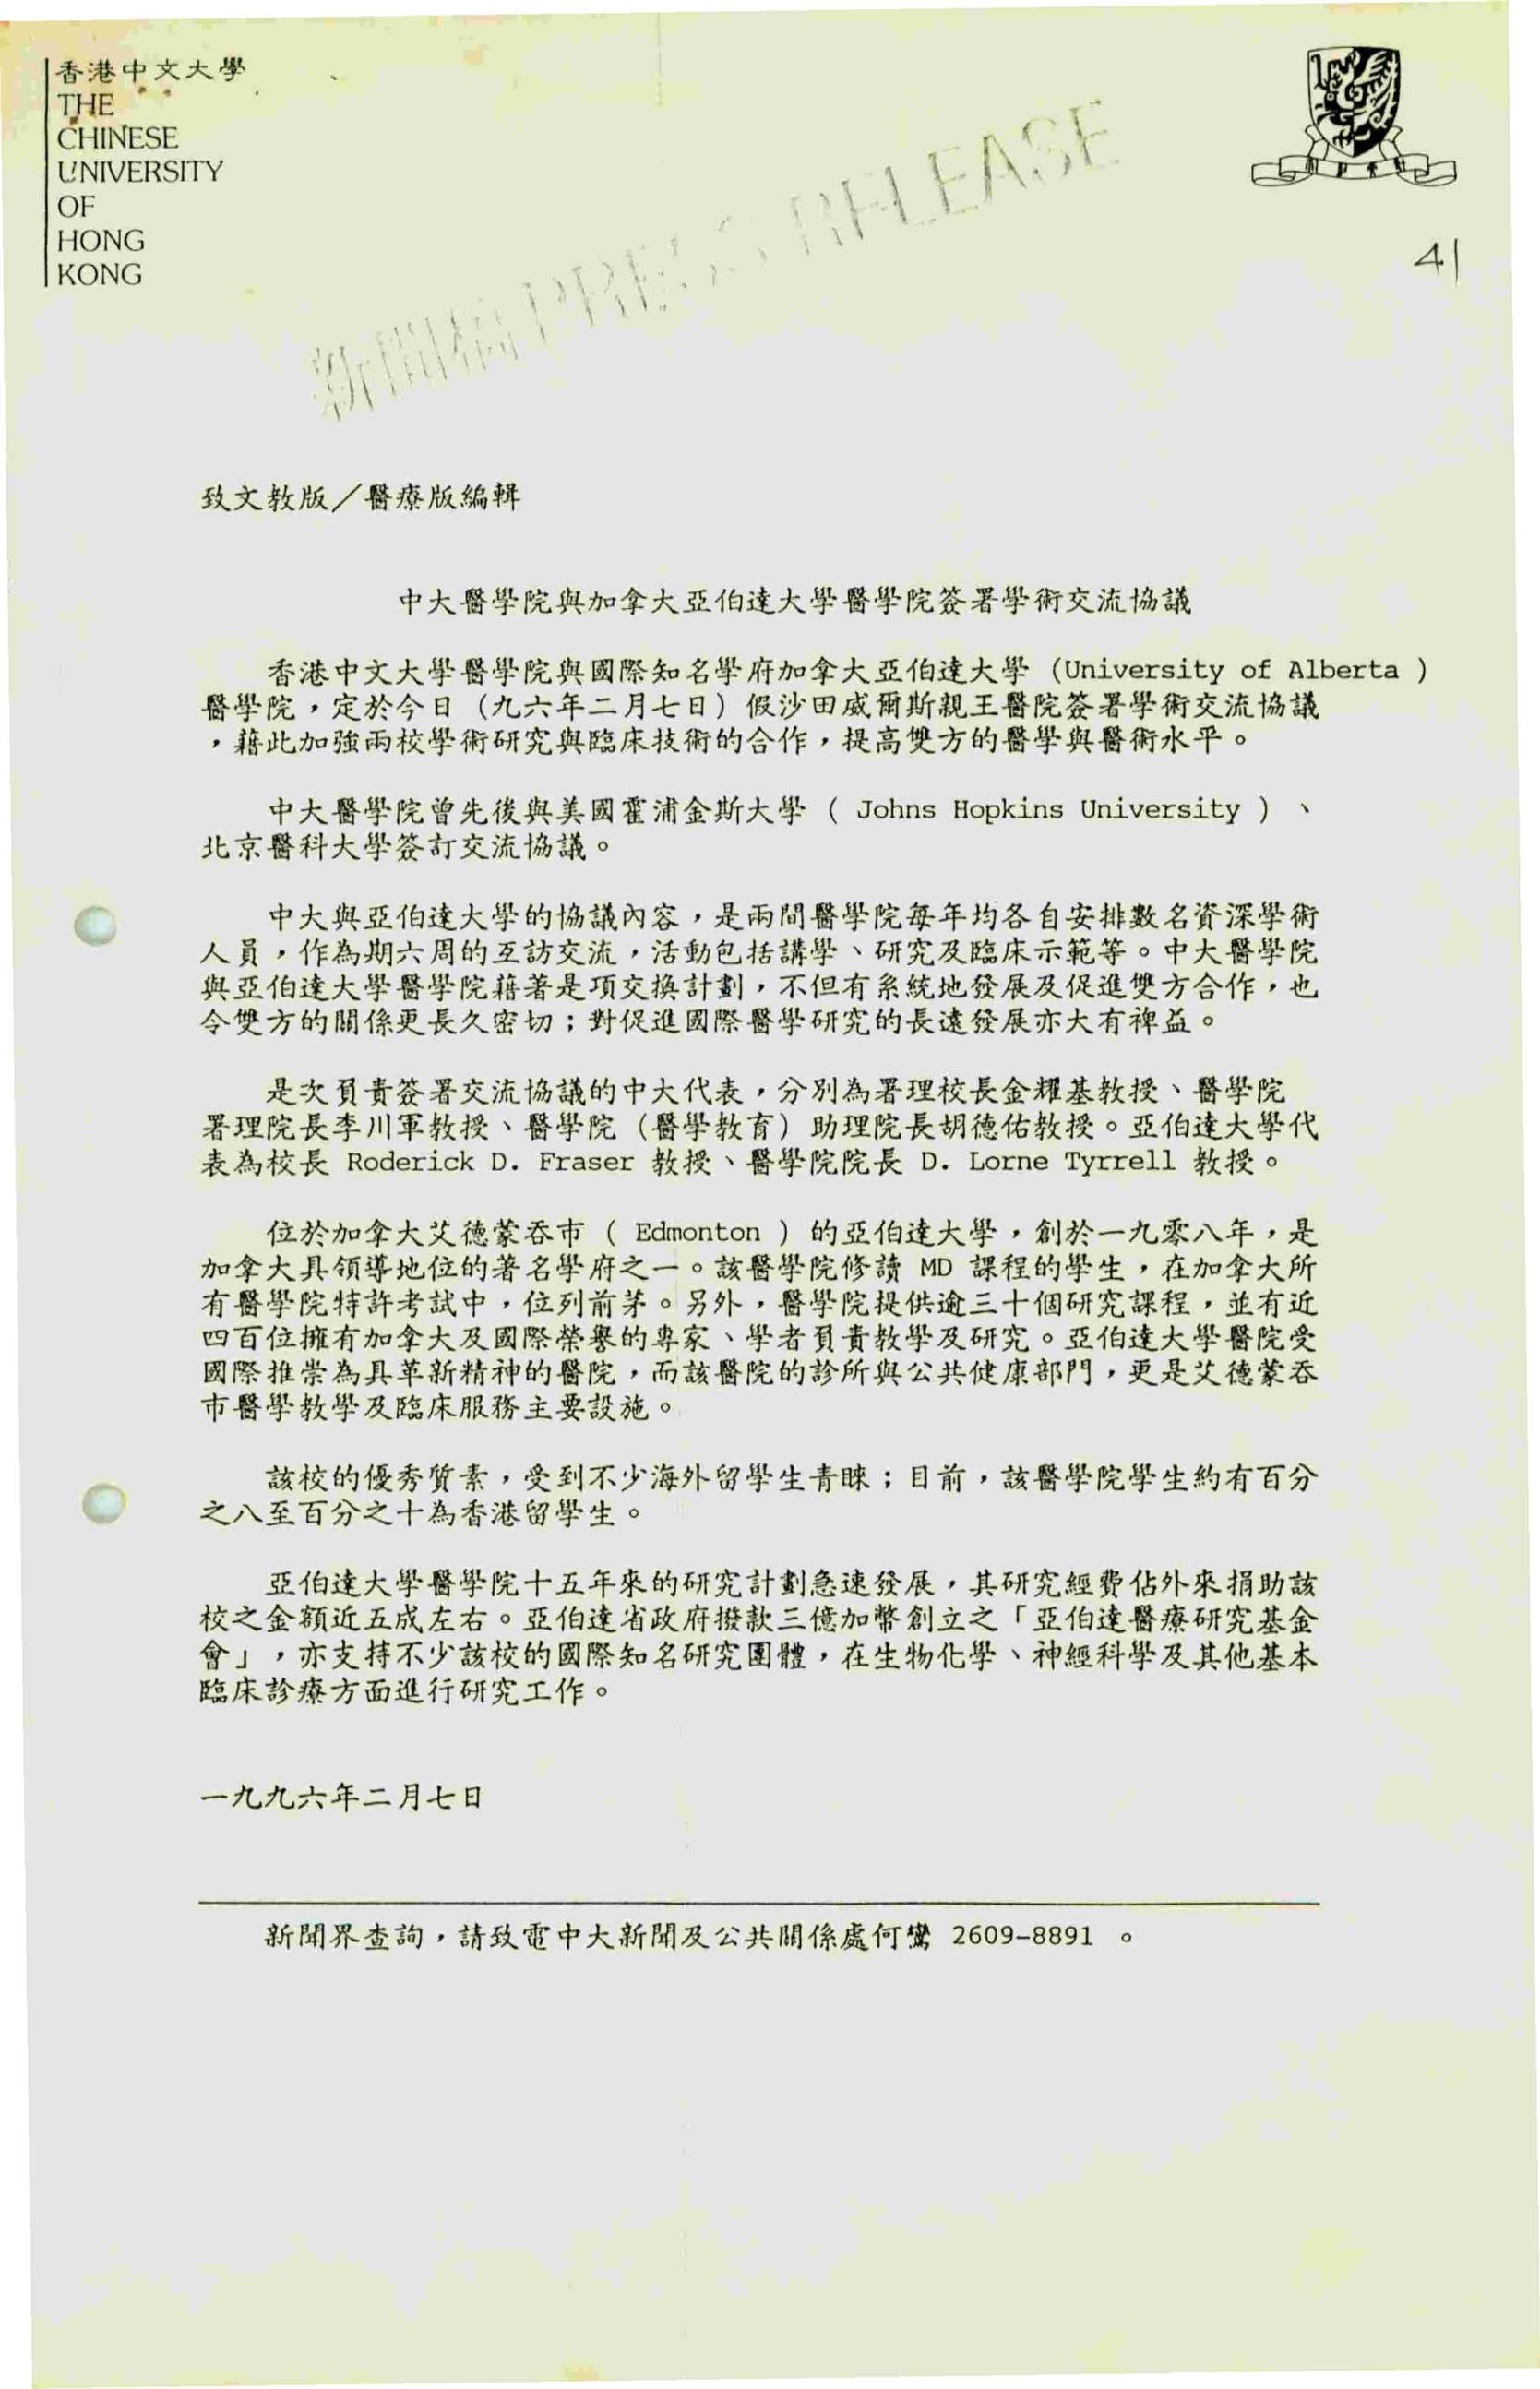 香港中文大學
THE
CHINESE
UNIVERSITY
OF
HONG
KONG
新聞稿 PRESS RELEASE
41
致文教版／醫療版編輯
中大醫學院與加拿大亞伯達大學醫學院簽署學術交流協議
香港中文大學醫學院與國際知名學府加拿大亞伯達大學 (University of Alberta )
醫學院，定於今日（九六年二月七日）假沙田威爾斯親王醫院簽署學術交流協議
，藉此加強兩校學術研究與臨床技術的合作，提高雙方的醫學與醫術水平。
中大醫學院曾先後與美國霍浦金斯大學 ( Johns Hopkins University ) 、
北京醫科大學簽訂交流協議。
中大與亞伯達大學的協議內容，是兩間醫學院每年均各自安排數名資深學術
人員，作為期六周的互訪交流，活動包括講學、研究及臨床示範等。中大醫學院
與亞伯達大學醫學院藉著是項交換計劃，不但有系統地發展及促進雙方合作，也
令雙方的關係更長久密切；對促進國際醫學研究的長遠發展亦大有裨益。
是次負責簽署交流協議的中大代表，分別為署理校長金耀基教授、醫學院
署理院長李川軍教授、醫學院（醫學教育）助理院長胡德佑教授。亞伯達大學代
表為校長 Roderick D. Fraser 教授、醫學院院長 D. Lorne Tyrrell 教授。
位於加拿大艾德蒙吞市 ( Edmonton ) 的亞伯達大學，創於一九零八年，是
加拿大具領導地位的著名學府之一。該醫學院修讀 MD 課程的學生，在加拿大所
有醫學院特許考試中，位列前茅。另外，醫學院提供逾三十個研究課程，並有近
四百位擁有加拿大及國際榮譽的專家、學者負責教學及研究。亞伯達大學醫院受
國際推崇為具革新精神的醫院，而該醫院的診所與公共健康部門，更是艾德蒙吞
市醫學教學及臨床服務主要設施。
該校的優秀質素，受到不少海外留學生青睞；目前，該醫學院學生約有百分
之八至百分之十為香港留學生。
亞伯達大學醫學院十五年來的研究計劃急速發展，其研究經費佔外來捐助該
校之金額近五成左右。亞伯達省政府撥款三億加幣創立之「亞伯達醫療研究基金
會」，亦支持不少該校的國際知名研究團體，在生物化學、神經科學及其他基本
臨床診療方面進行研究工作。
一九九六年二月七日
新聞界查詢，請致電中大新聞及公共關係處何鸞 2609-8891 。